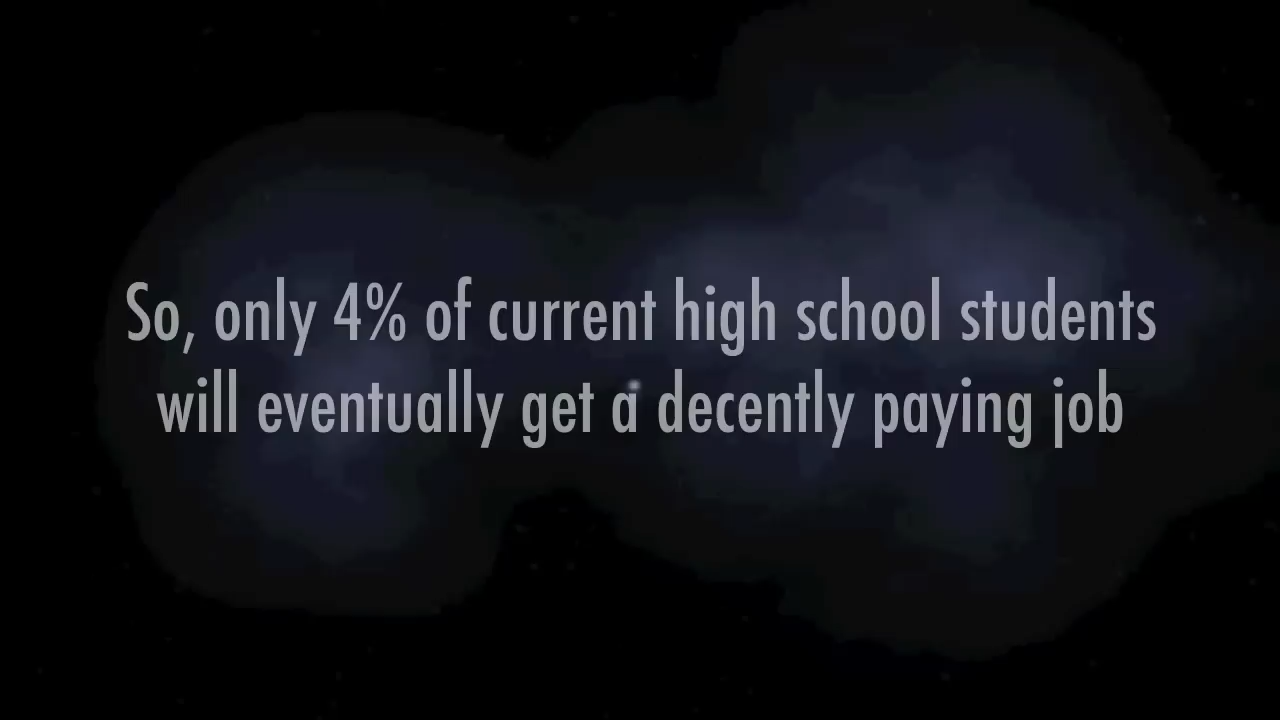 So, only 4% of current high school students
will eventually get a decently paying job